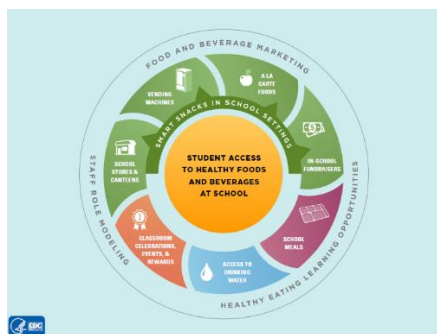 FOOD AND BEVERAGE MARKETING
VENDING
MACHINES
A LA
CARTE
FOODS
SMART SNACKS IN SCHOOL SETTINGS
SCHOOL
STORES &
CANTEENS
IN-SCHOOL
FUNDRAISERS
STUDENT ACCESS
TO HEALTHY FOODS
AND BEVERAGES
AT SCHOOL
STAFF ROLE MODELING
CLASSROOM
CELEBRATIONS,
EVENTS, &
REWARDS
ACCESS TO
DRINKING
WATER
SCHOOL
MEALS
HEALTHY EATING LEARNING OPPORTUNITIES
CDC